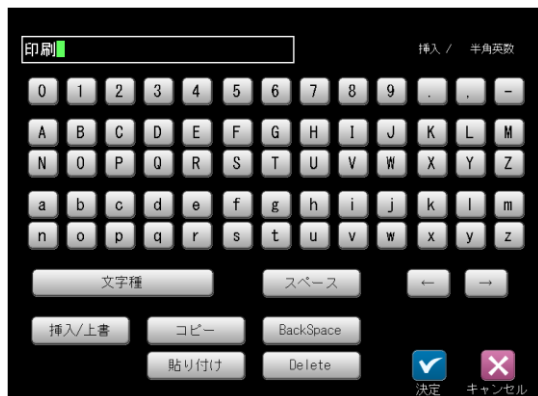 印刷
挿入 / 半角英数
0 1 2 3 4 5 6 7 8 9 . , -
A B C D E F G H I J K L M
N O P Q R S T U V W X Y Z
a b c d e f g h i j k l m
n o p q r s t u v w x y z
文字種 スペース ← →
挿入/上書 コピー BackSpace
貼り付け Delete
決定 キャンセル